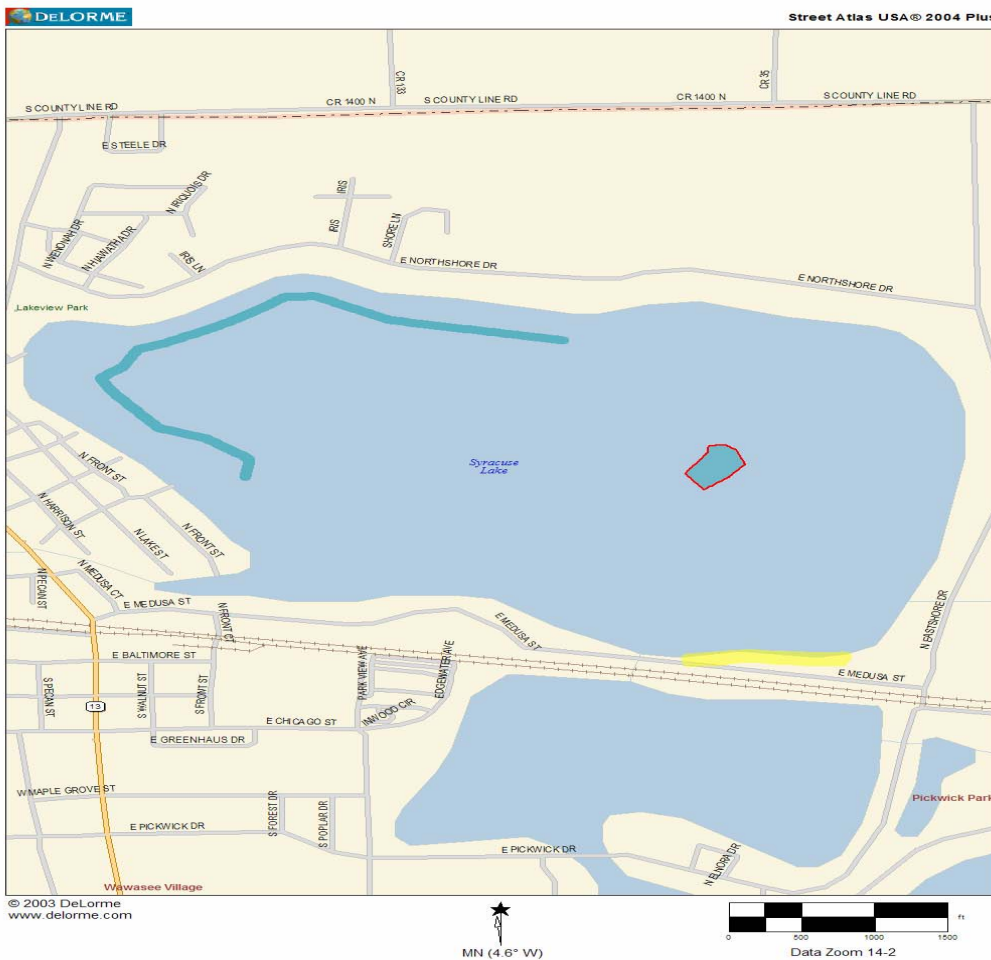 DELORME
Street Atlas USA® 2004 Plus
CR 133
CR 35
S COUNTY LINE RD
CR 1400 N
S COUNTY LINE RD
CR 1400 N
S COUNTY LINE RD
E STEELE DR
N IRIQUOIS DR
IRIS
IRIS
SHORE LN
N WENONAH DR
N HIAWATHA DR
IRIS LN
E NORTHSHORE DR
E NORTHSHORE DR
Lakeview Park
Syracuse
Lake
N FRONT ST
N HARRISON ST
N LAKE ST
N FRONT ST
N MEDUSA CT
N PECAN ST
E MEDUSA ST
N FRONT CT
E MEDUSA ST
N EASTSHORE DR
E BALTIMORE ST
PARK VIEW AVE
EDGEWATER AVE
E MEDUSA ST
S PECAN ST
S WALNUT ST
S FRONT ST
13
INWOOD CIR
E CHICAGO ST
E GREENHAUS DR
W MAPLE GROVE ST
S FOREST DR
S POPLAR DR
Pickwick Park
E PICKWICK DR
E PICKWICK DR
N ELNORA DR
Wawasee Village
© 2003 DeLorme
www.delorme.com
MN (4.6° W)
ft
0 500 1000 1500
Data Zoom 14-2